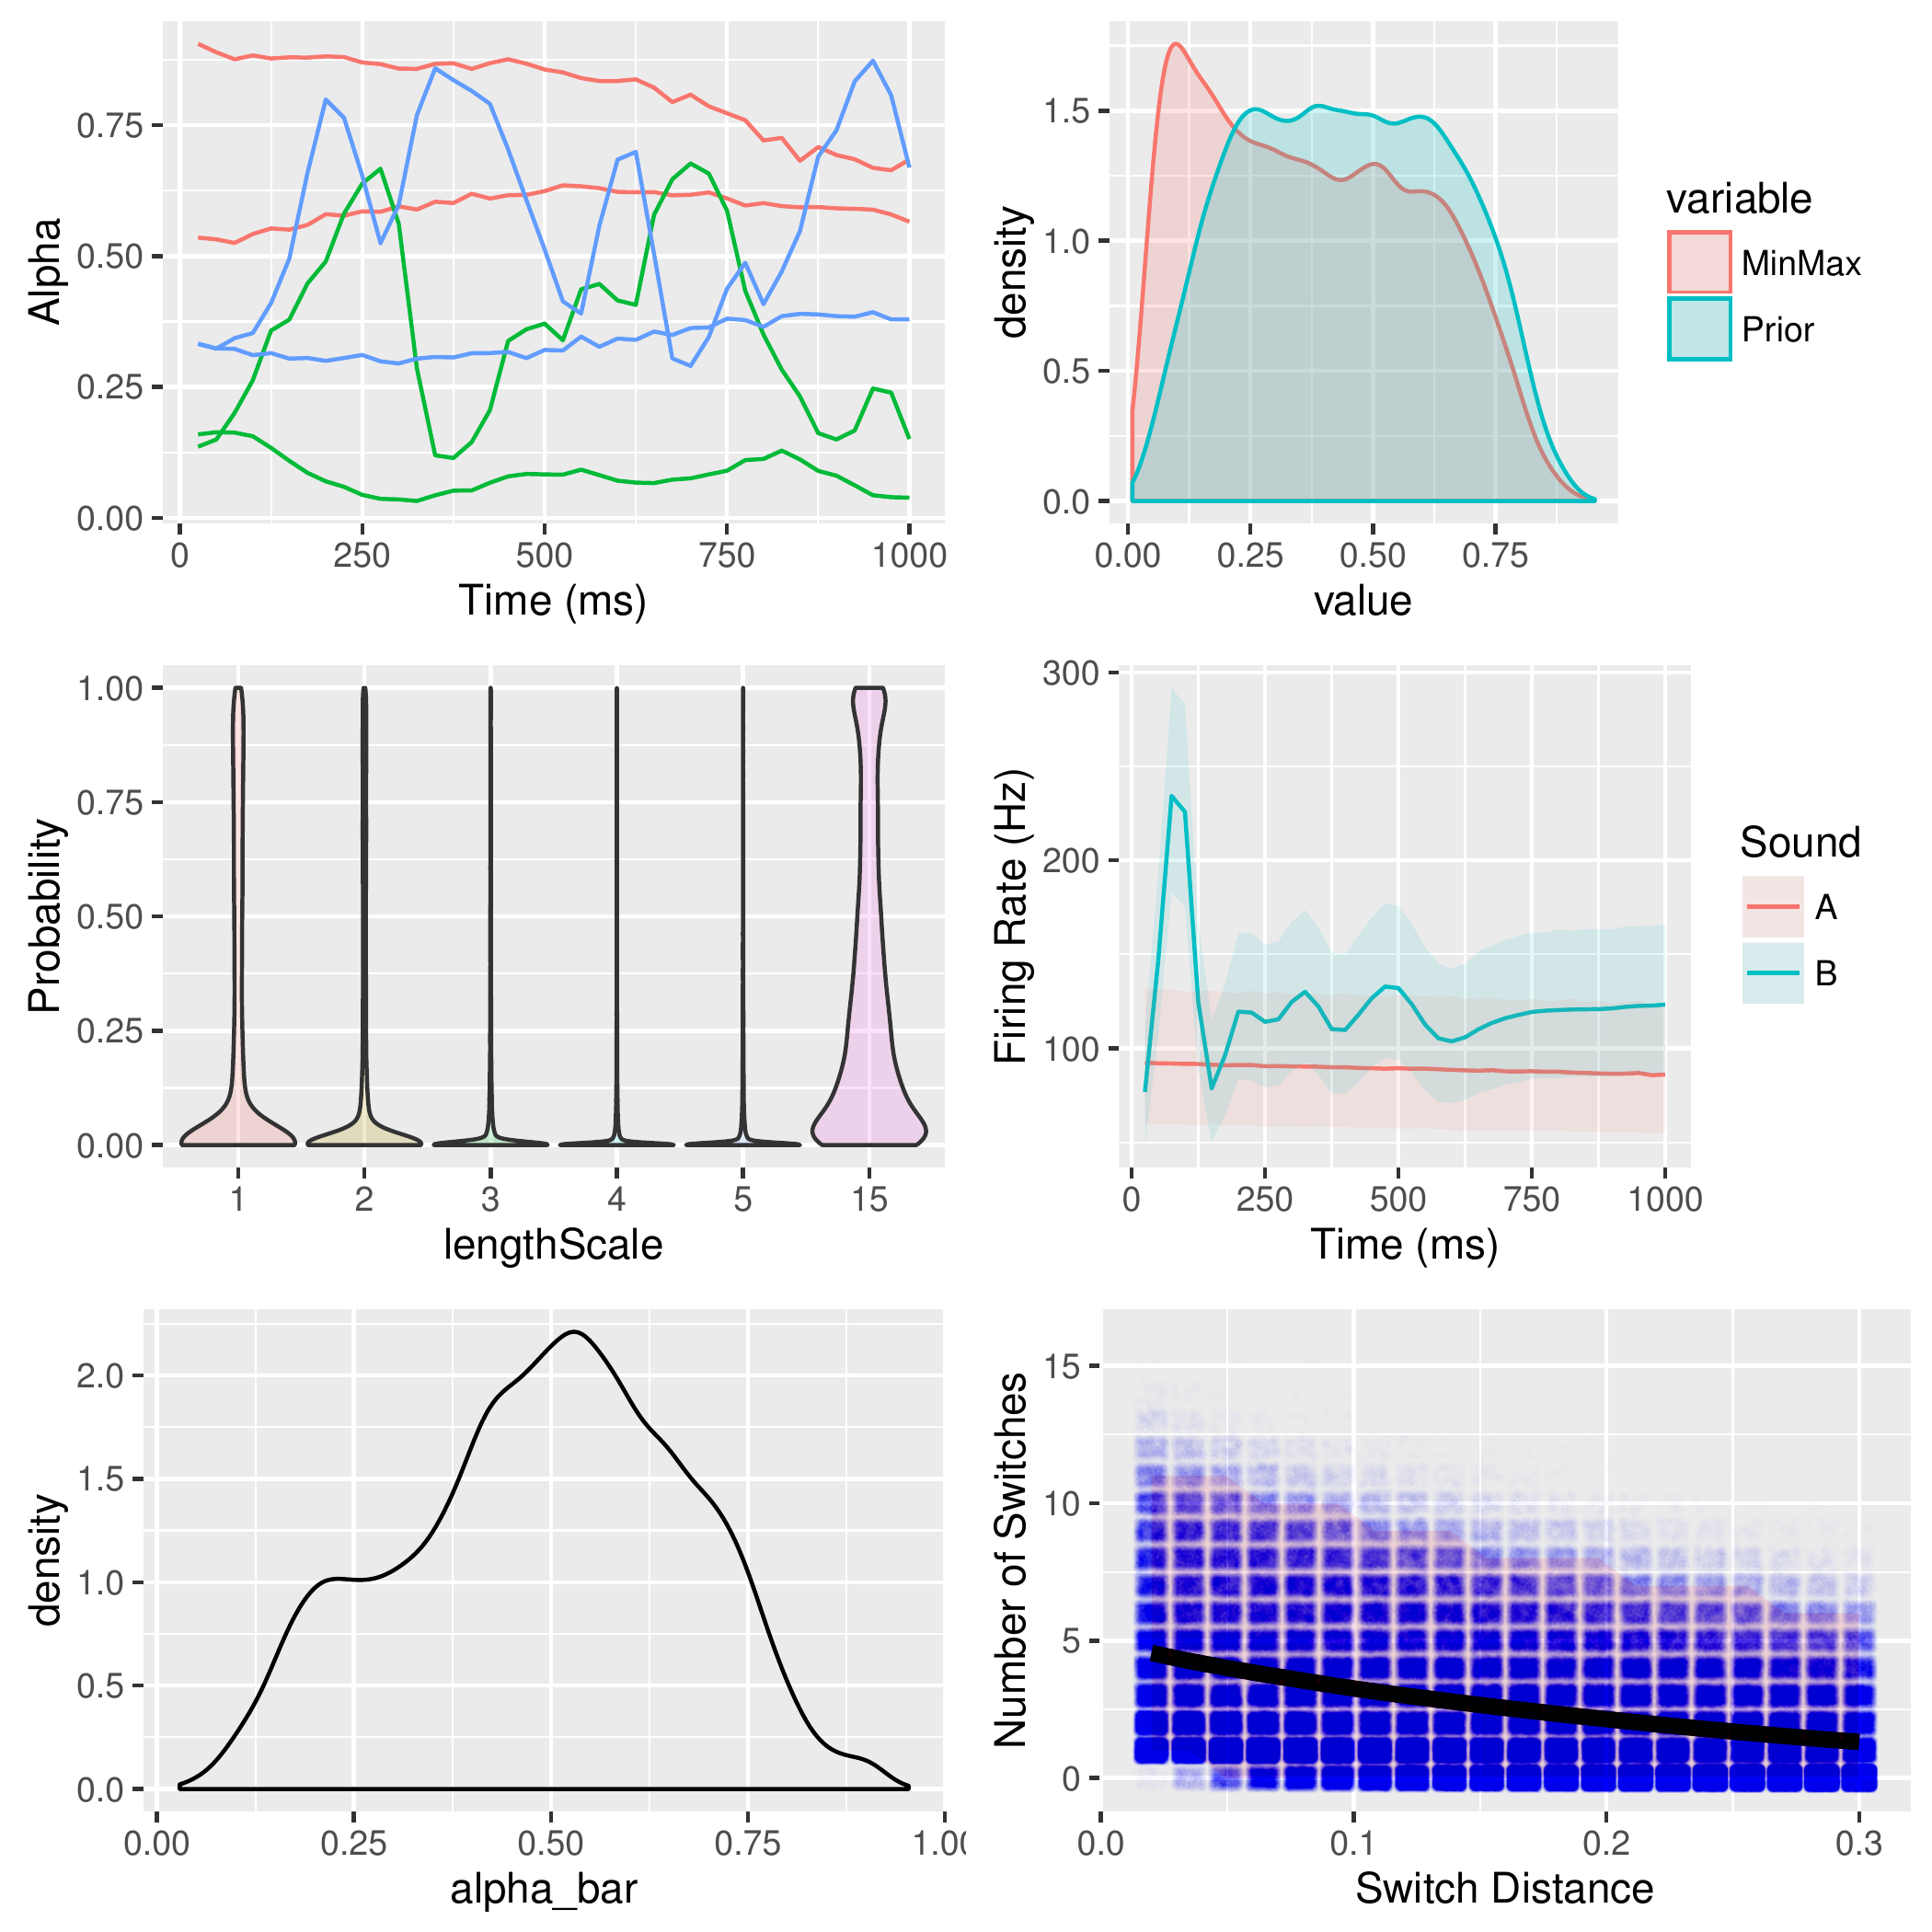 Alpha
0.75
0.50
0.25
0.00
0 250 500 750 1000
Time (ms)
density
1.5
1.0
0.5
0.0
0.00 0.25 0.50 0.75
value
variable
MinMax
Prior
Probability
1.00
0.75
0.50
0.25
0.00
1 2 3 4 5 15
lengthScale
Firing Rate (Hz)
300
200
100
0 250 500 750 1000
Time (ms)
Sound
A
B
density
2.0
1.5
1.0
0.5
0.0
0.00 0.25 0.50 0.75 1.0
alpha_bar
Number of Switches
15
10
5
0
0.0 0.1 0.2 0.3
Switch Distance